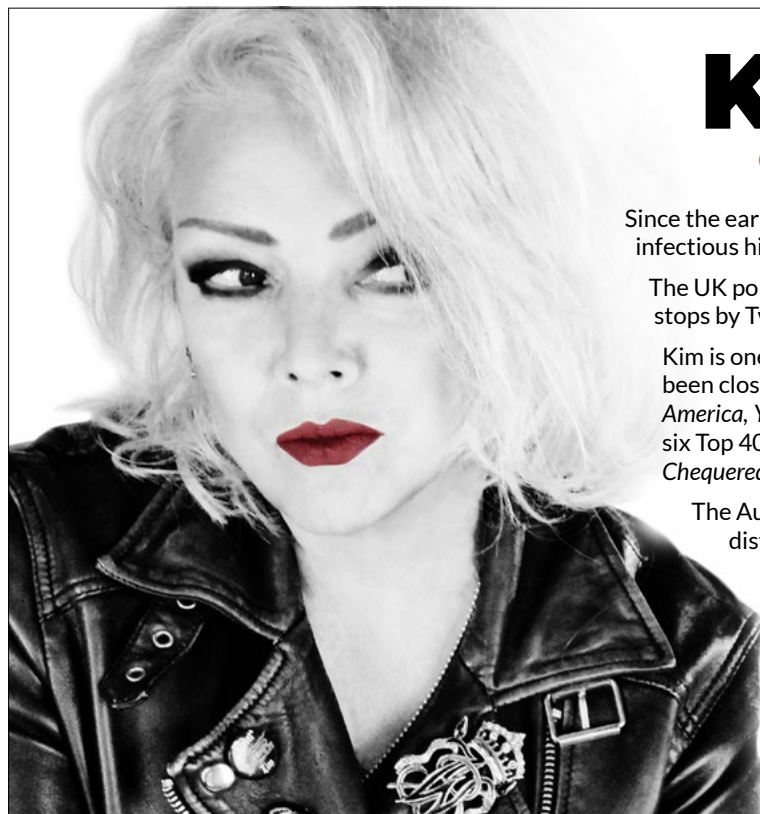 K
Since the ear
infectious hi
The UK po
stops by Tw
Kim is one
been clos
America, Y
six Top 40
Chequered
The Au
dist